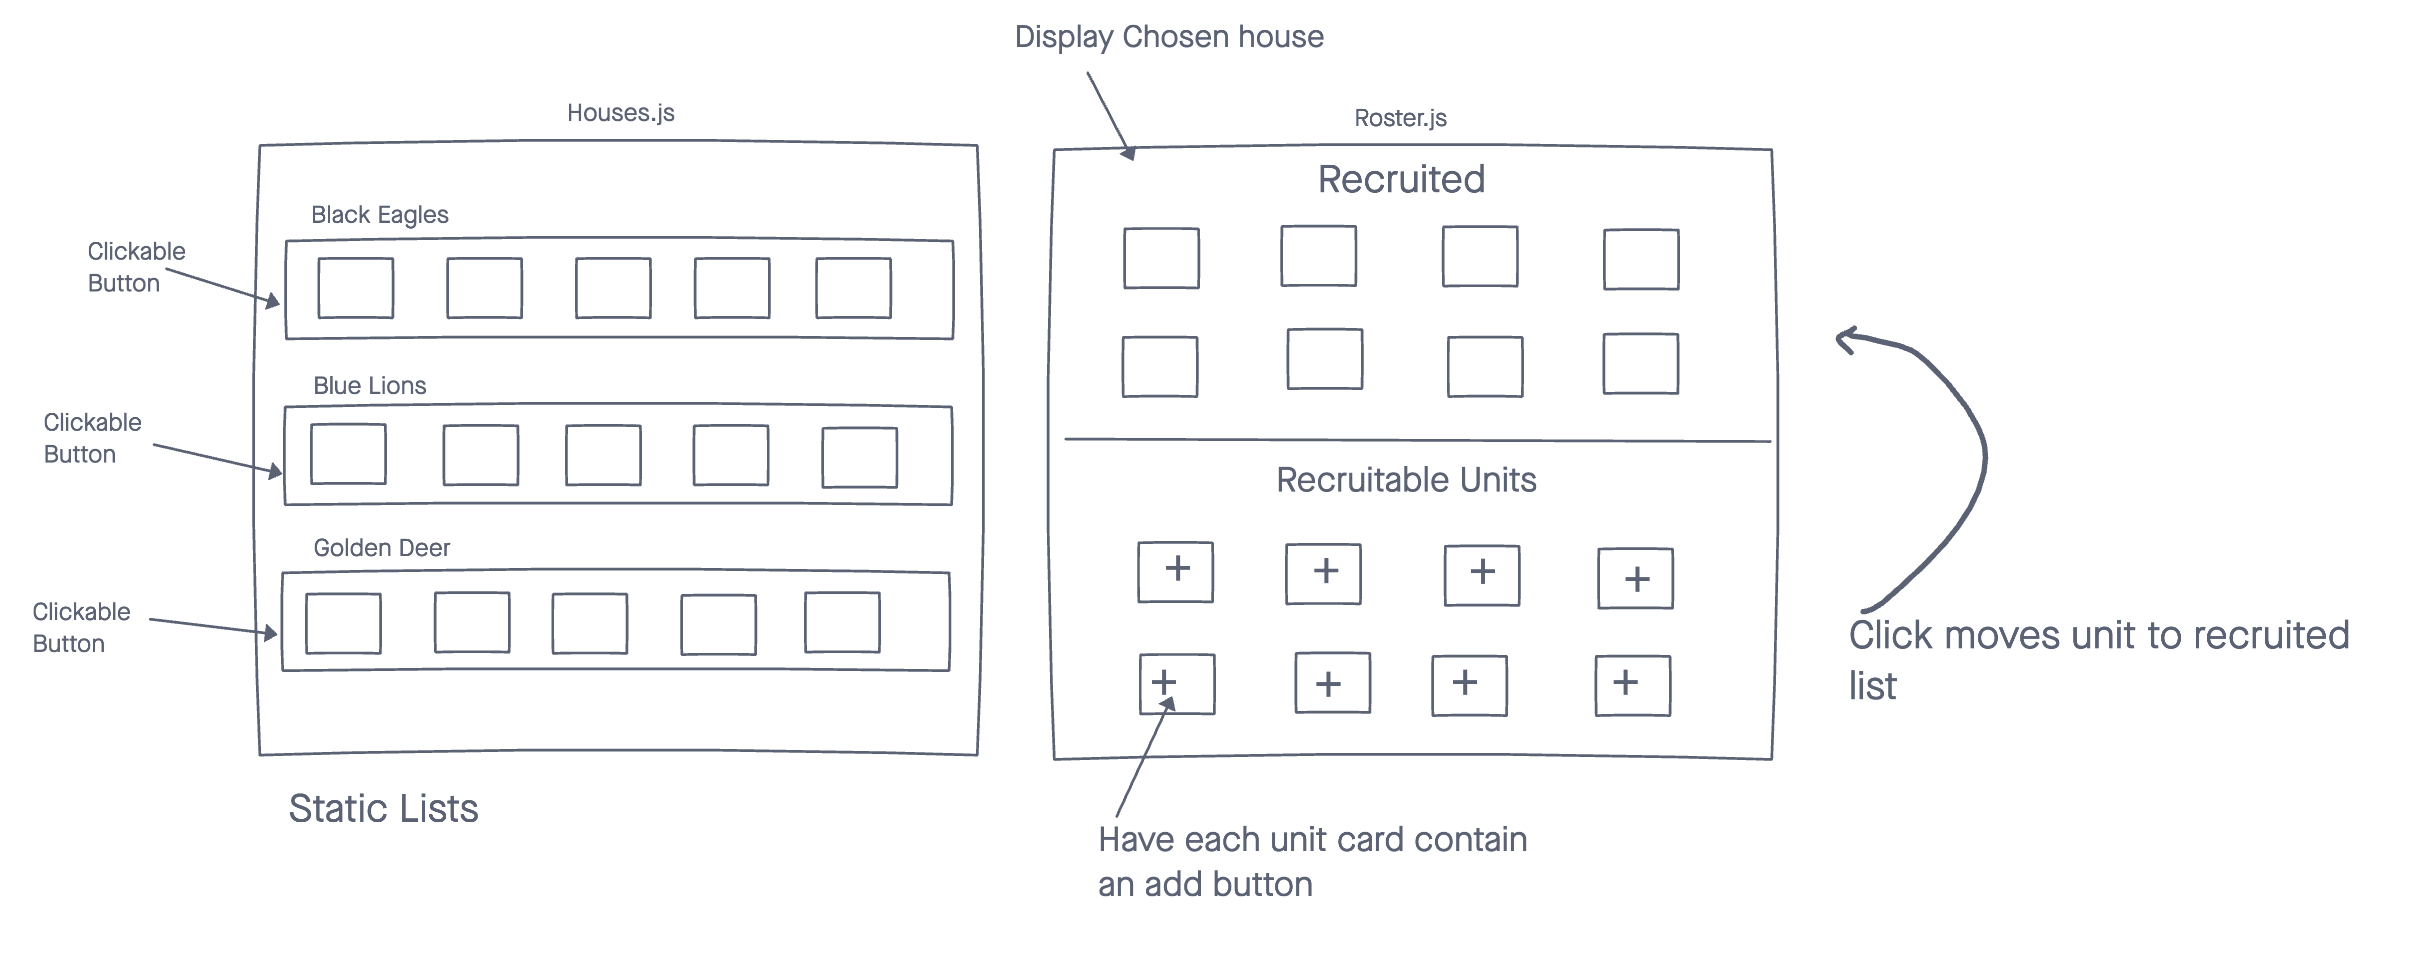 Display Chosen house
Houses.js
Roster.js
Recruited
Black Eagles
Clickable
Button
Blue Lions
Clickable
Button
Recruitable Units
Golden Deer
+ + + +
Clickable
Button
Click moves unit to recruited
list
+ + + +
Static Lists
Have each unit card contain
an add button